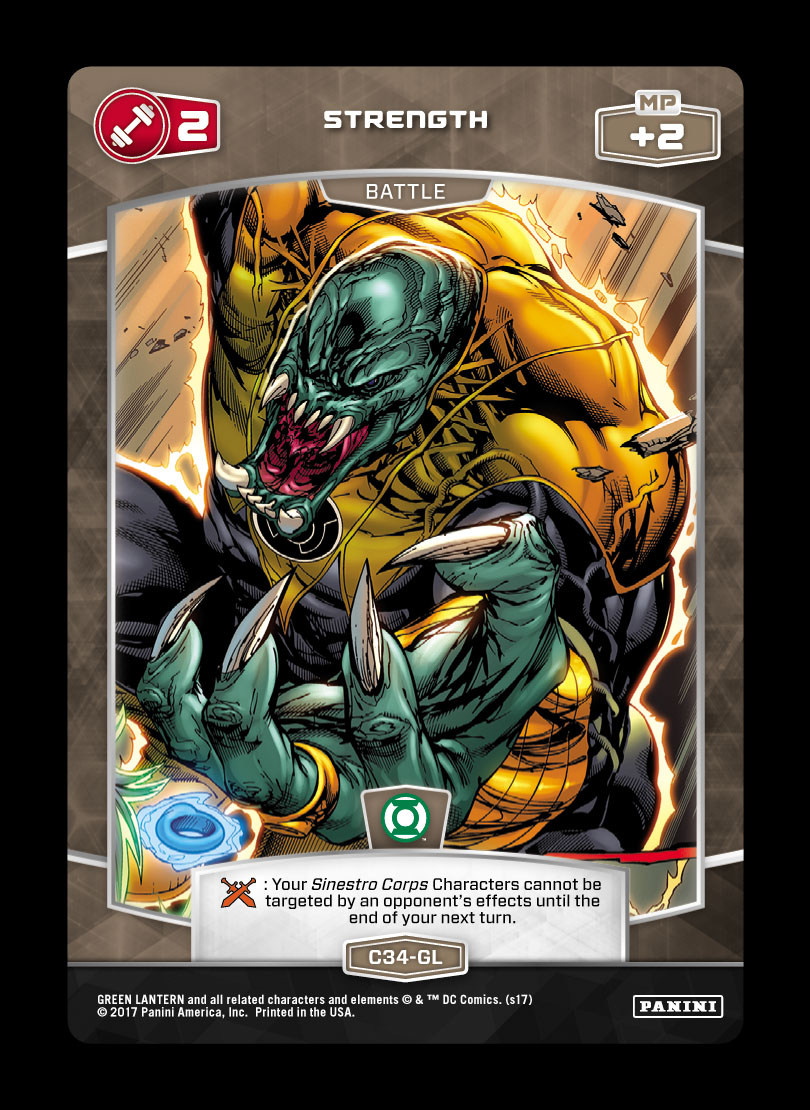 2
STRENGTH
MP
+2
BATTLE
: Your Sinestro Corps Characters cannot be
targeted by an opponent's effects until the
end of your next turn.
C34-GL
GREEN LANTERN and all related characters and elements © & ™ DC Comics. (s17)
© 2017 Panini America, Inc. Printed in the USA.
PANINI